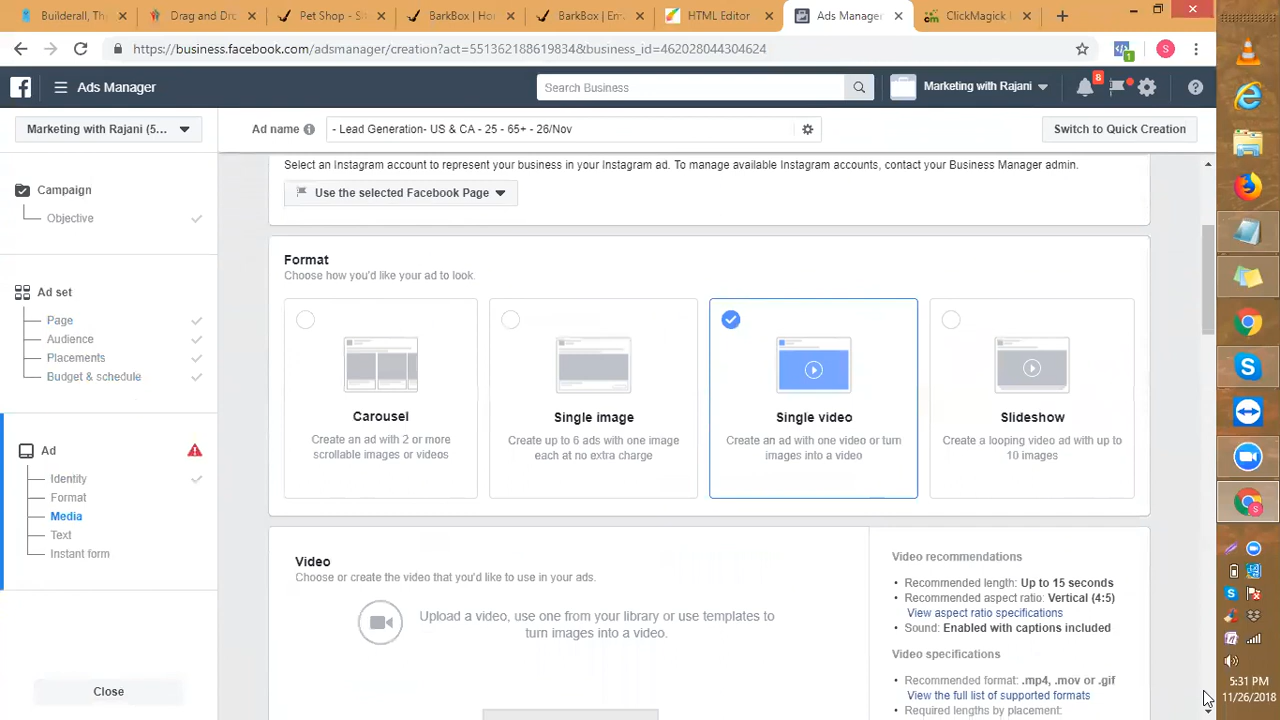 Builderall, Th
Drag and Dro
Pet Shop - S
BarkBox | Ho
BarkBox | Em
HTML Editor
Ads Manager
ClickMagick |
https://business.facebook.com/adsmanager/creation?act=551362188619834&business_id=462028044304624
1
S
Ads Manager
Search Business
Marketing with Rajani
8
Marketing with Rajani (5...
Ad name
- Lead Generation- US & CA - 25 - 65+ - 26/Nov
Switch to Quick Creation
Select an Instagram account to represent your business in your Instagram ad. To manage available Instagram accounts, contact your Business Manager admin.
Use the selected Facebook Page
Campaign
Objective
Ad set
Page
Audience
Placements
Budget & schedule
Ad
Identity
Format
Media
Text
Instant form
Close
Format
Choose how you'd like your ad to look.
Carousel
Create an ad with 2 or more
scrollable images or videos
Single image
Create up to 6 ads with one image
each at no extra charge
Single video
Create an ad with one video or turn
images into a video
Slideshow
Create a looping video ad with up to
10 images
Video
Choose or create the video that you'd like to use in your ads.
Upload a video, use one from your library or use templates to
turn images into a video.
Video recommendations
Recommended length: Up to 15 seconds
Recommended aspect ratio: Vertical (4:5)
View aspect ratio specifications
Sound: Enabled with captions included
Video specifications
Recommended format: .mp4, .mov or .gif
View the full list of supported formats
Required lengths by placement:
5:31 PM
11/26/2018